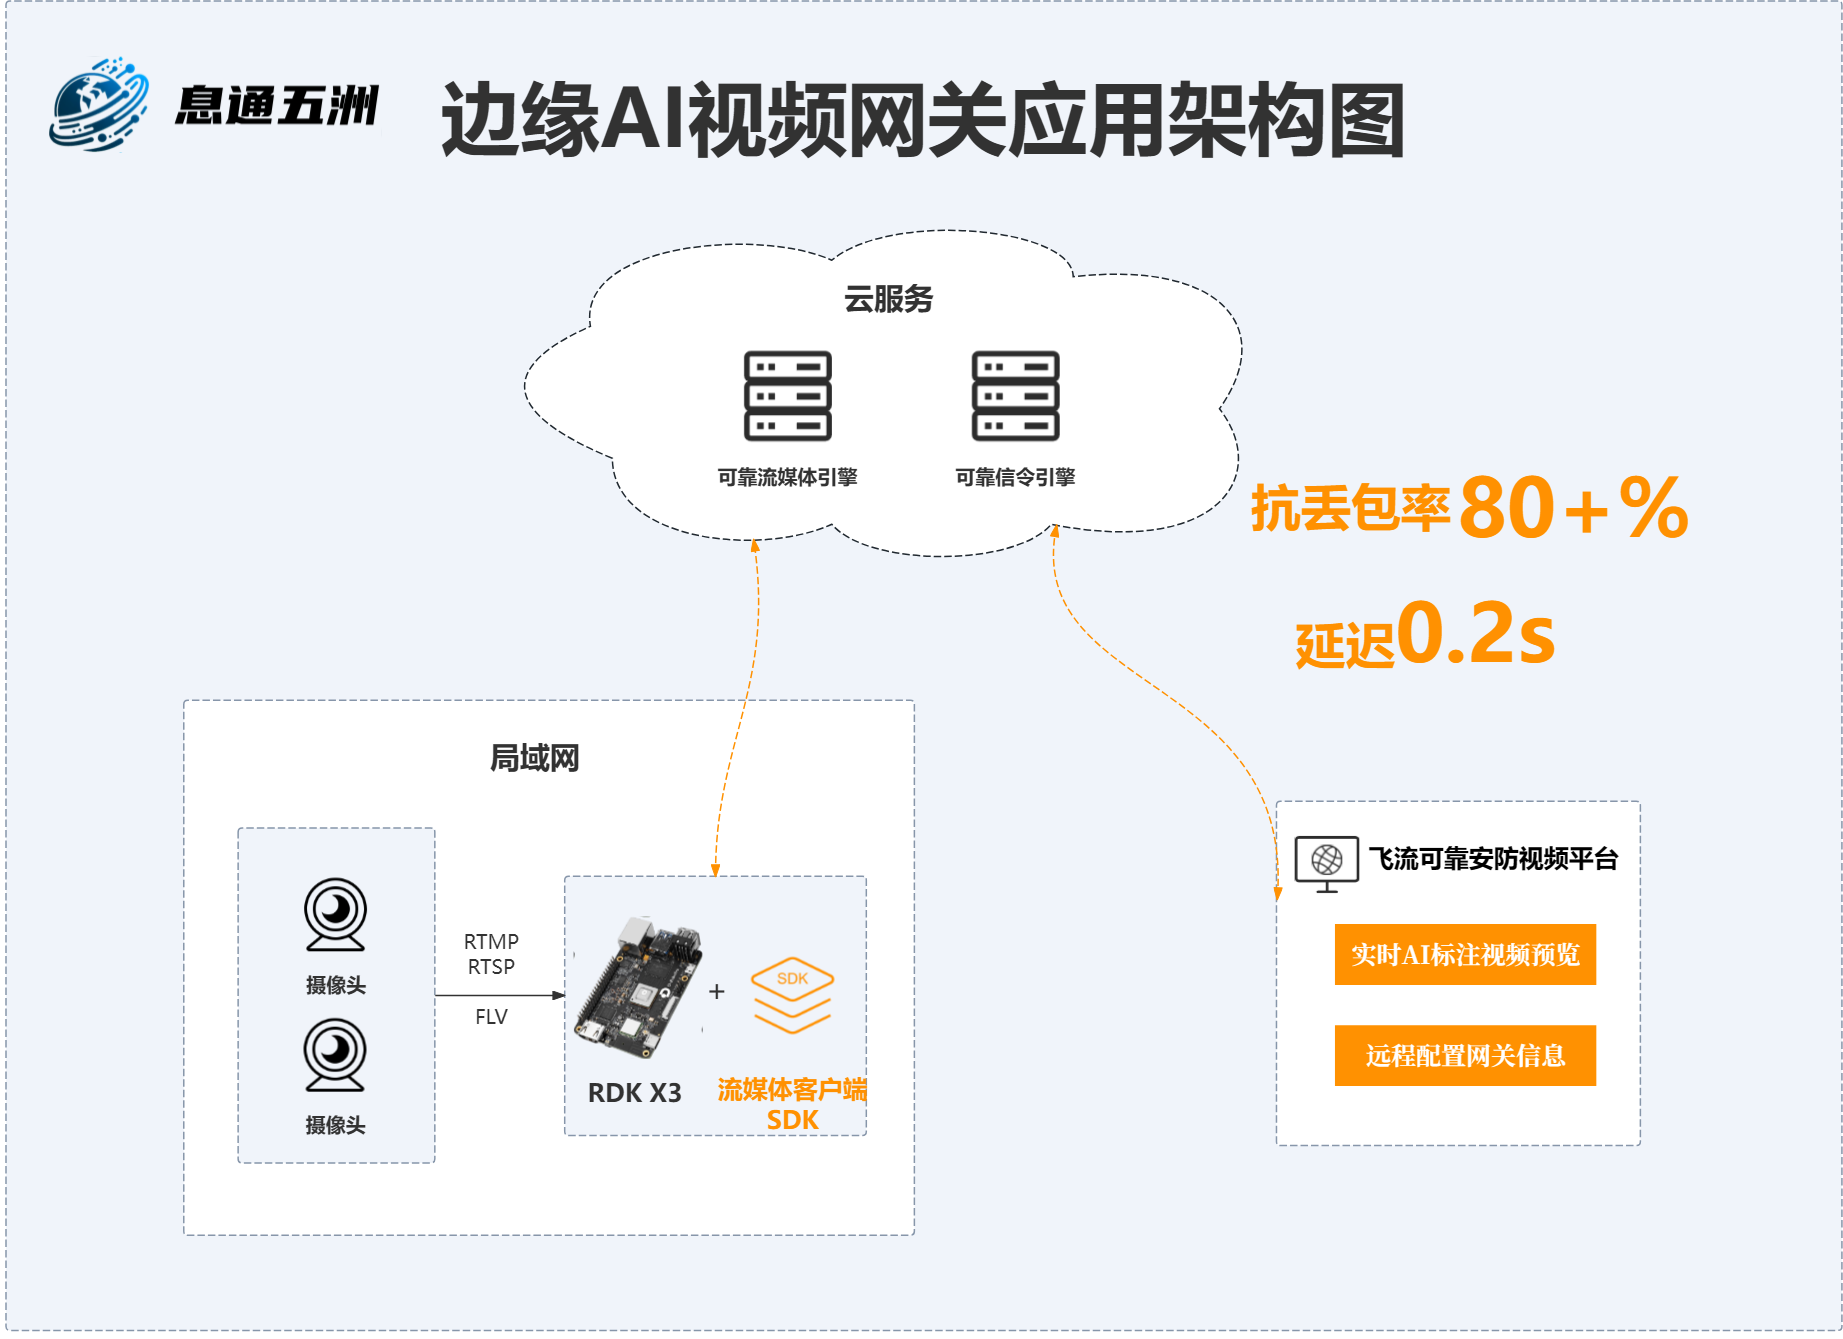 息通五洲
边缘AI视频网关应用架构图
云服务
可靠流媒体引擎
可靠信令引擎
抗丢包率80+%
延迟0.2s
局域网
摄像头
摄像头
RTMP
RTSP
FLV
+
SDK
RDK X3
流媒体客户端
SDK
飞流可靠安防视频平台
实时AI标注视频预览
远程配置网关信息